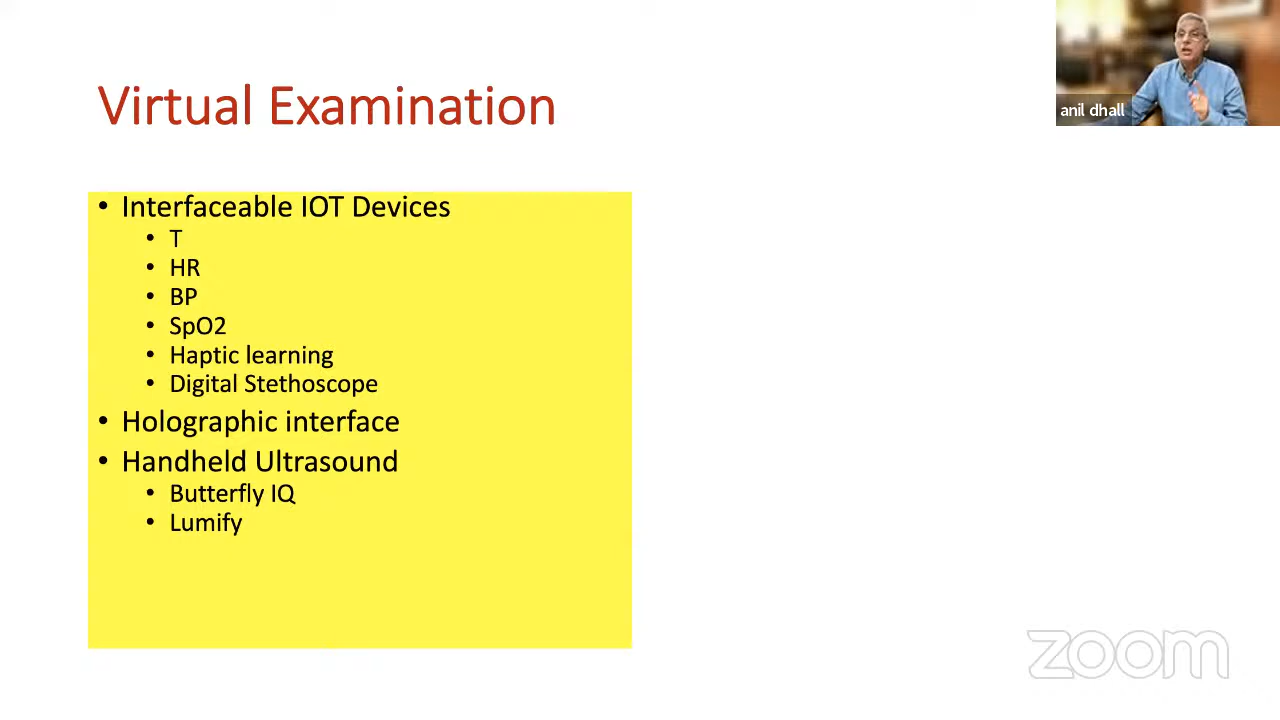 Virtual Examination
anil dhall
• Interfaceable IOT Devices
• T
• HR
• BP
• SpO2
• Haptic learning
• Digital Stethoscope
• Holographic interface
• Handheld Ultrasound
• Butterfly IQ
• Lumify
zoom